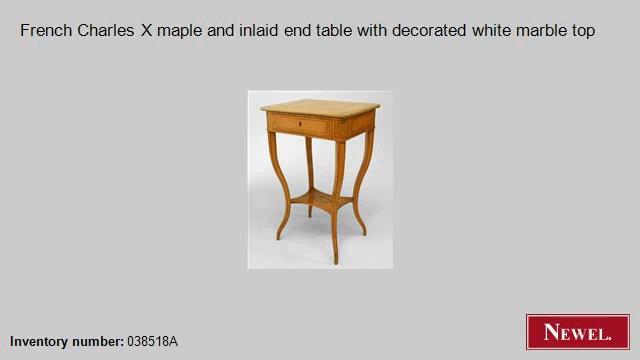 French Charles X maple and inlaid end table with decorated white marble top
Inventory number: 038518A
NEWEL.